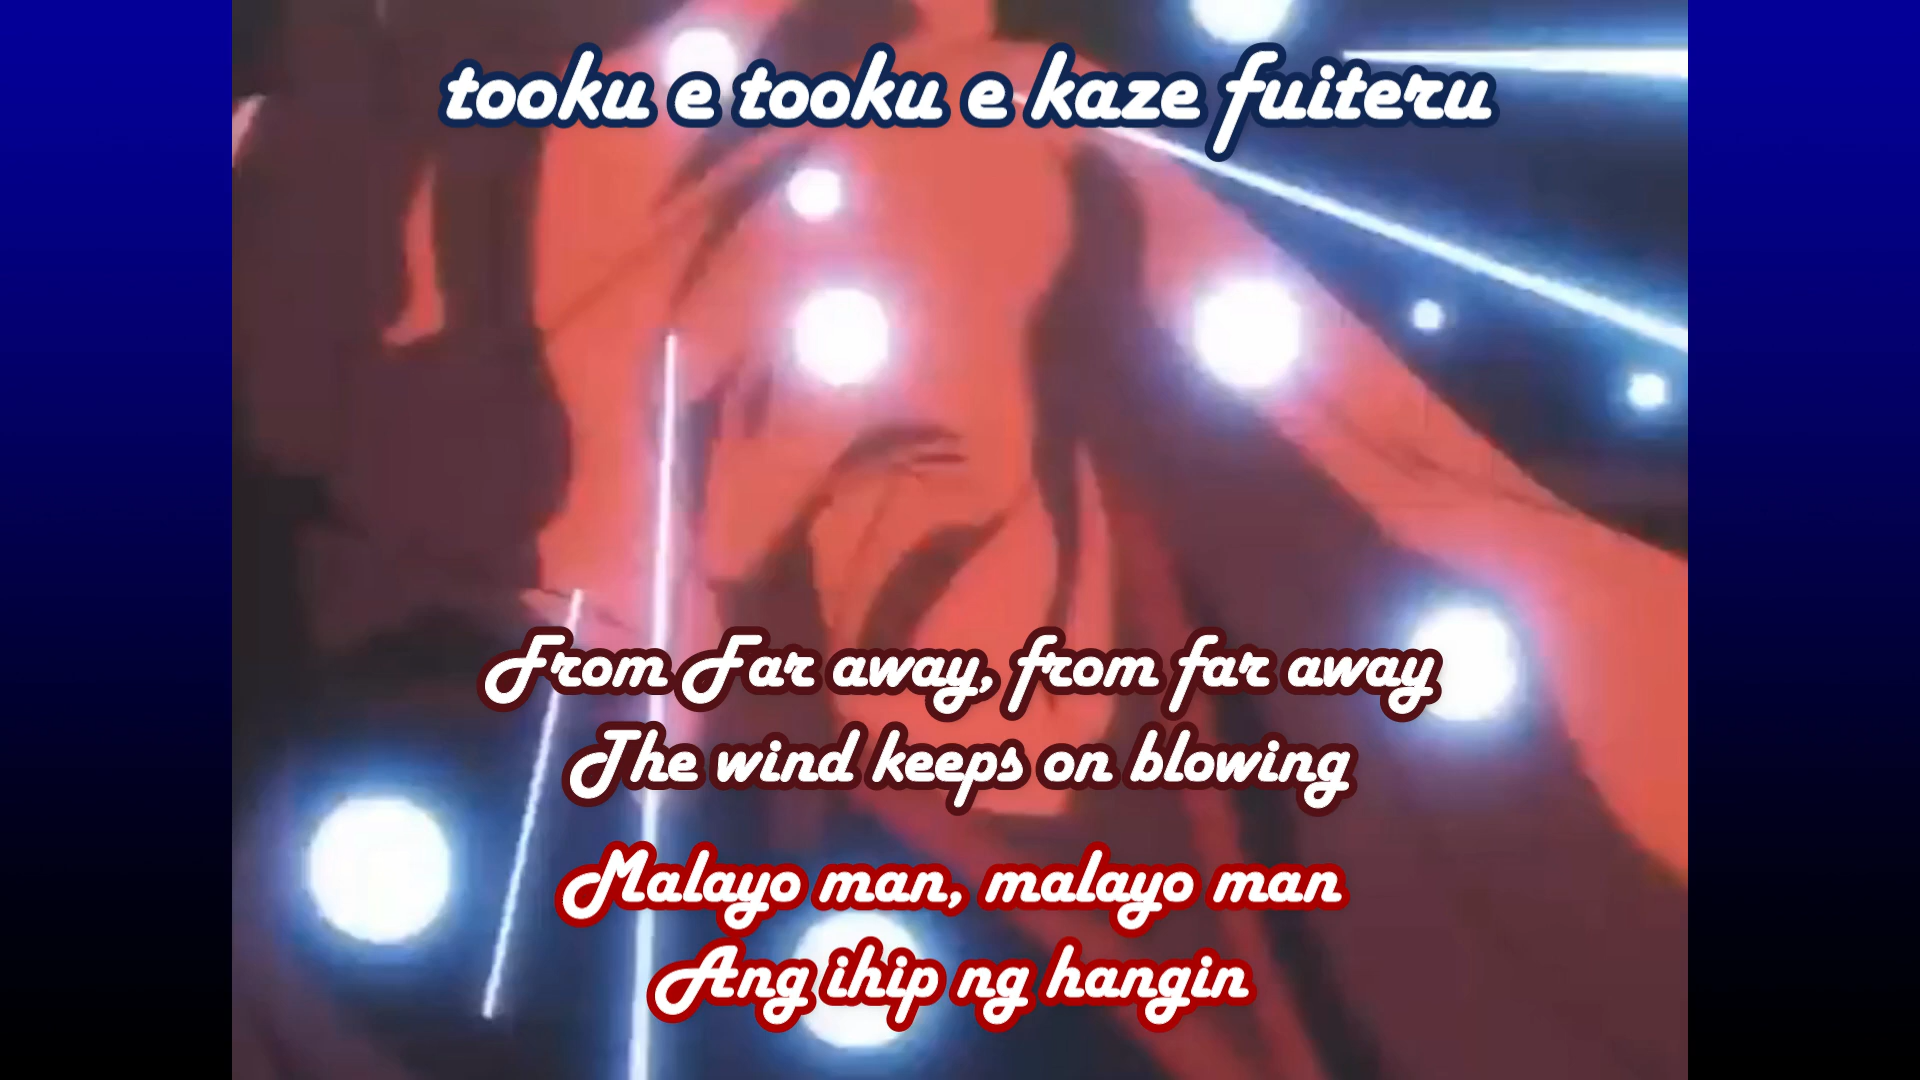 tooku e tooku e kaze fuiteru
From Far away, from far away
The wind keeps on blowing
Malayo man, malayo man
Ang ihip ng hangin